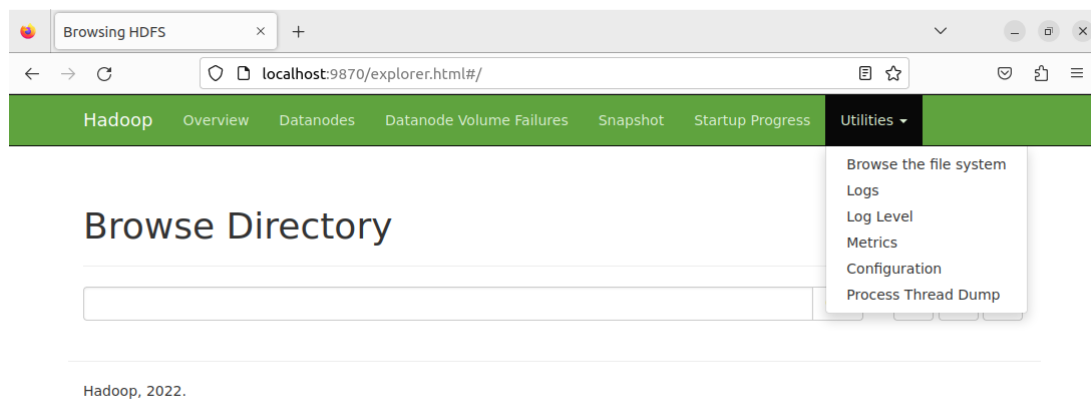 Browsing HDFS
localhost:9870/explorer.html#/
Hadoop Overview Datanodes Datanode Volume Failures Snapshot Startup Progress Utilities
Browse the file system
Logs
Log Level
Metrics
Configuration
Process Thread Dump
Browse Directory
Hadoop, 2022.